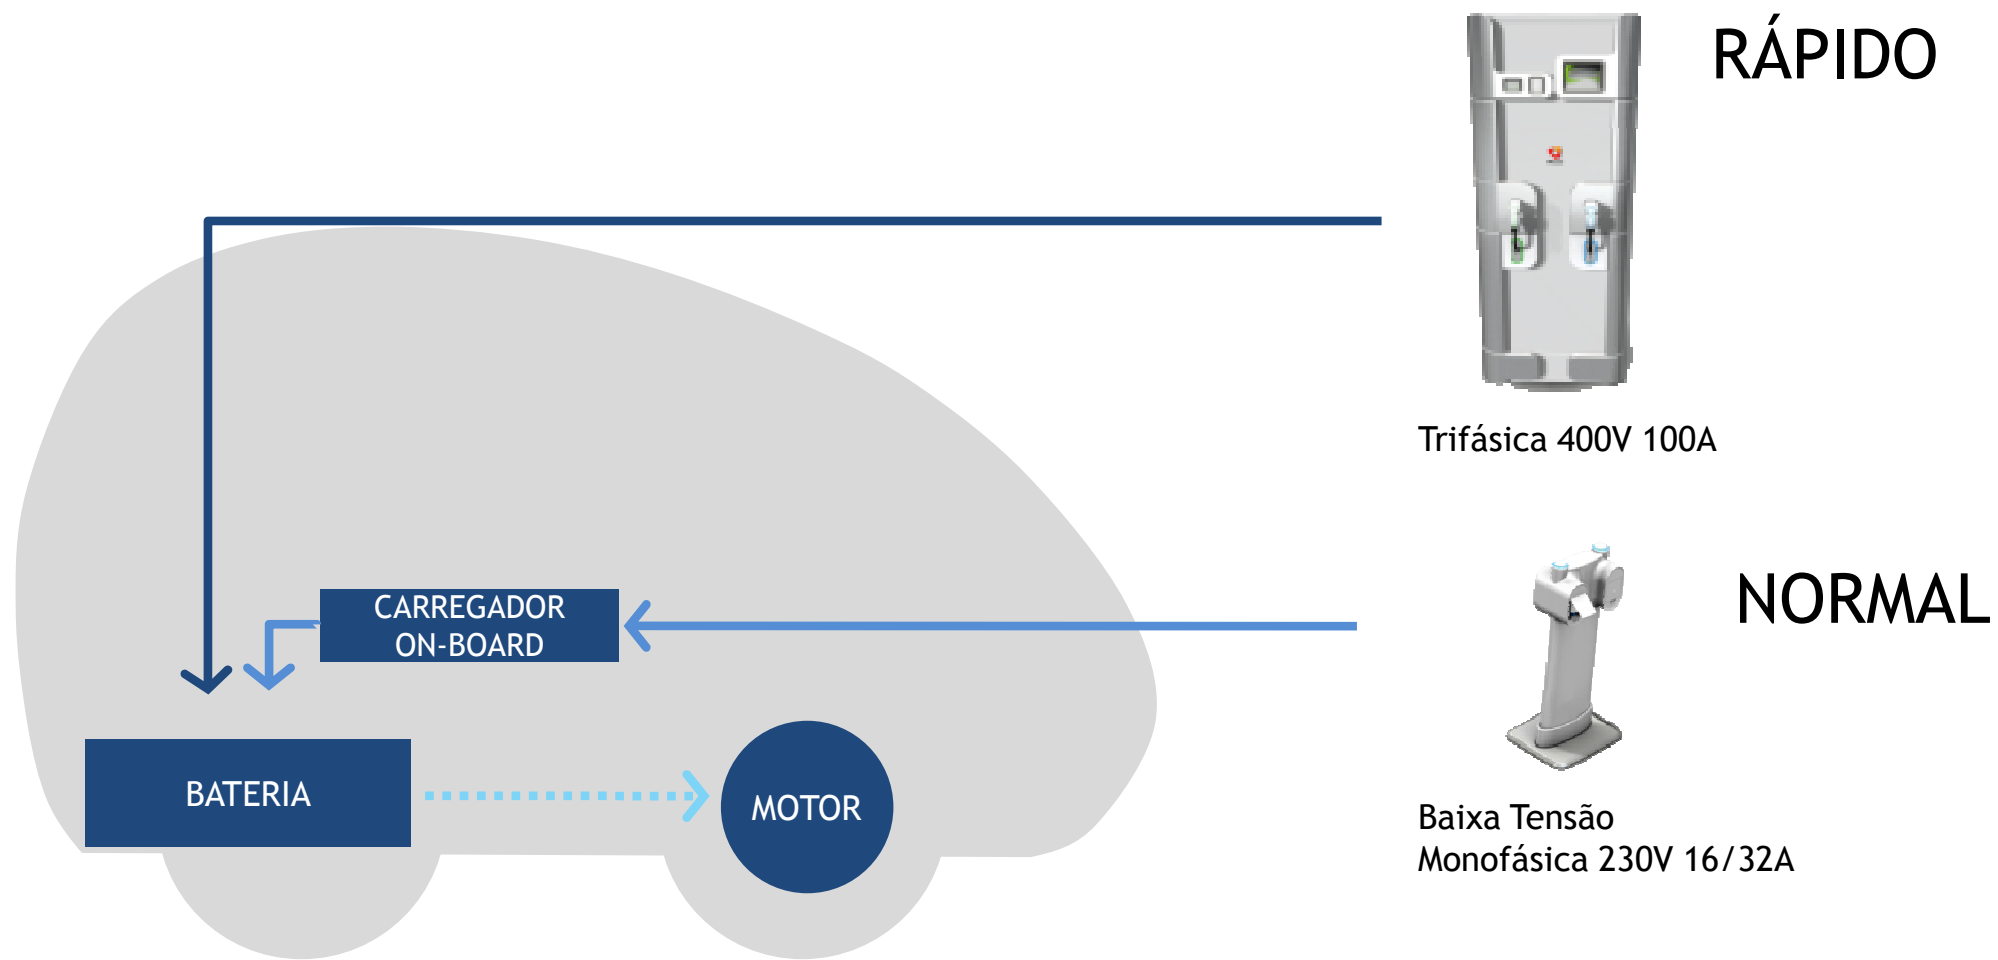 RÁPIDO
Trifásica 400V 100A
CARREGADOR
ON-BOARD
NORMAL
BATERIA
MOTOR
Baixa Tensão
Monofásica 230V 16/32A